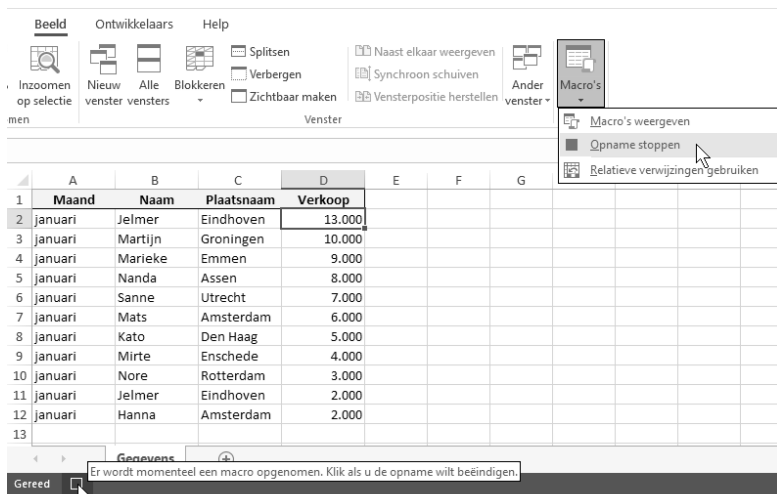 Beeld Ontwikkelaars Help
Inzoomen op selectie
Nieuw venster
Alle vensters
Blokkeren
Splitsen
Verbergen
Zichtbaar maken
Naast elkaar weergeven
Synchroon schuiven
Vensterpositie herstellen
Ander venster
Macro's
men
Venster
Macro's weergeven
Opname stoppen
Relatieve verwijzingen gebruiken
A B C D E F G
1 Maand Naam Plaatsnaam Verkoop
2 januari Jelmer Eindhoven 13.000
3 januari Martijn Groningen 10.000
4 januari Marieke Emmen 9.000
5 januari Nanda Assen 8.000
6 januari Sanne Utrecht 7.000
7 januari Mats Amsterdam 6.000
8 januari Kato Den Haag 5.000
9 januari Mirte Enschede 4.000
10 januari Nore Rotterdam 3.000
11 januari Jelmer Eindhoven 2.000
12 januari Hanna Amsterdam 2.000
13
Gegevens
Er wordt momenteel een macro opgenomen. Klik als u de opname wilt beëindigen.
Gereed